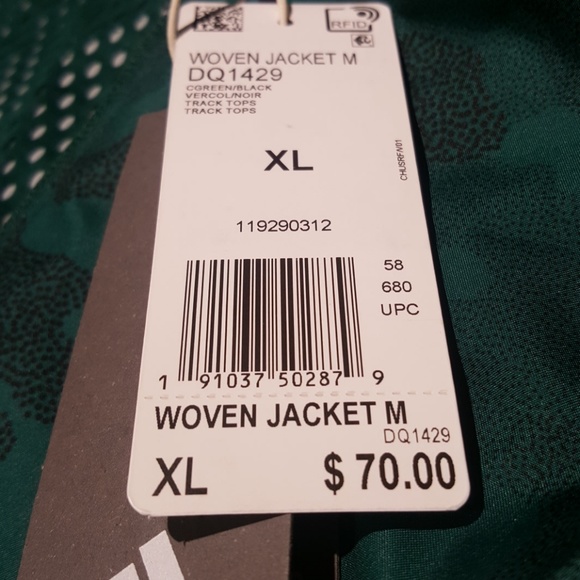 RFID
WOVEN JACKET M
DQ1429
CGREEN/BLACK
VERCOL/NOIR
TRACK TOPS
TRACK TOPS
CHUSRFIV01
XL
119290312
58
680
UPC
1 91037 50287 9
WOVEN JACKET M
DQ1429
XL $ 70.00